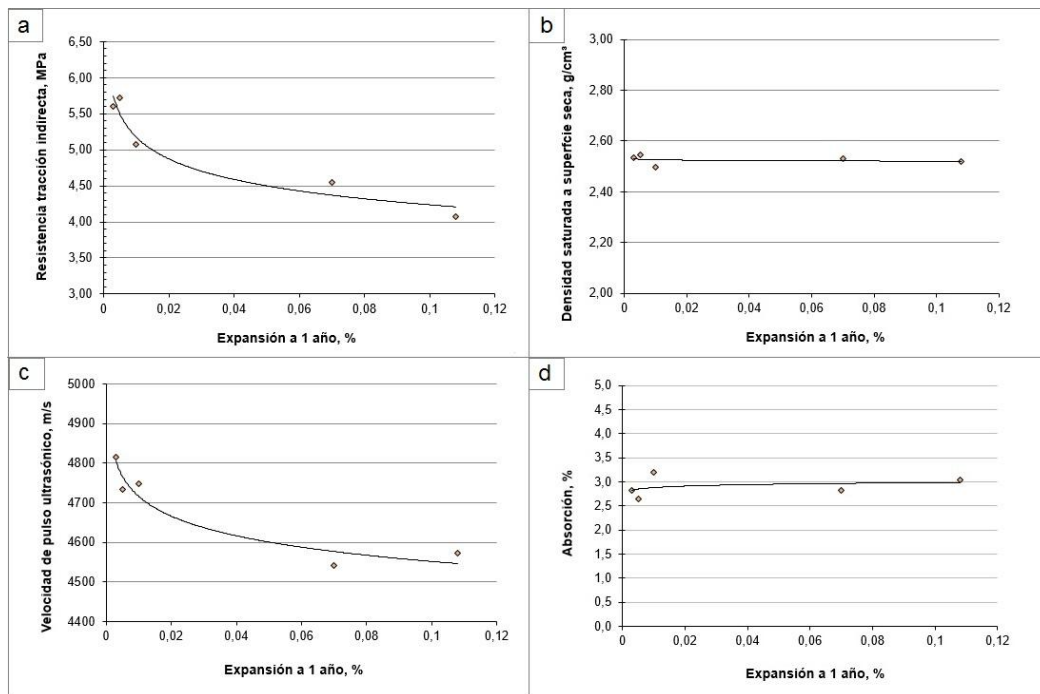 a
Resistencia tracción indirecta, MPa
6,50
6,00
5,50
5,00
4,50
4,00
3,50
3,00
0 0,02 0,04 0,06 0,08 0,1 0,12
Expansión a 1 año, %
b
Densidad saturada a superfcie seca, g/cm³
3,00
2,80
2,60
2,40
2,20
2,00
0 0,02 0,04 0,06 0,08 0,1 0,12
Expansión a 1 año, %
c
Velocidad de pulso ultrasónico, m/s
5000
4900
4800
4700
4600
4500
4400
0 0,02 0,04 0,06 0,08 0,1 0,12
Expansión a 1 año, %
d
Absorción, %
5,0
4,5
4,0
3,5
3,0
2,5
2,0
1,5
1,0
0,5
0,0
0 0,02 0,04 0,06 0,08 0,1 0,12
Expansión a 1 año, %